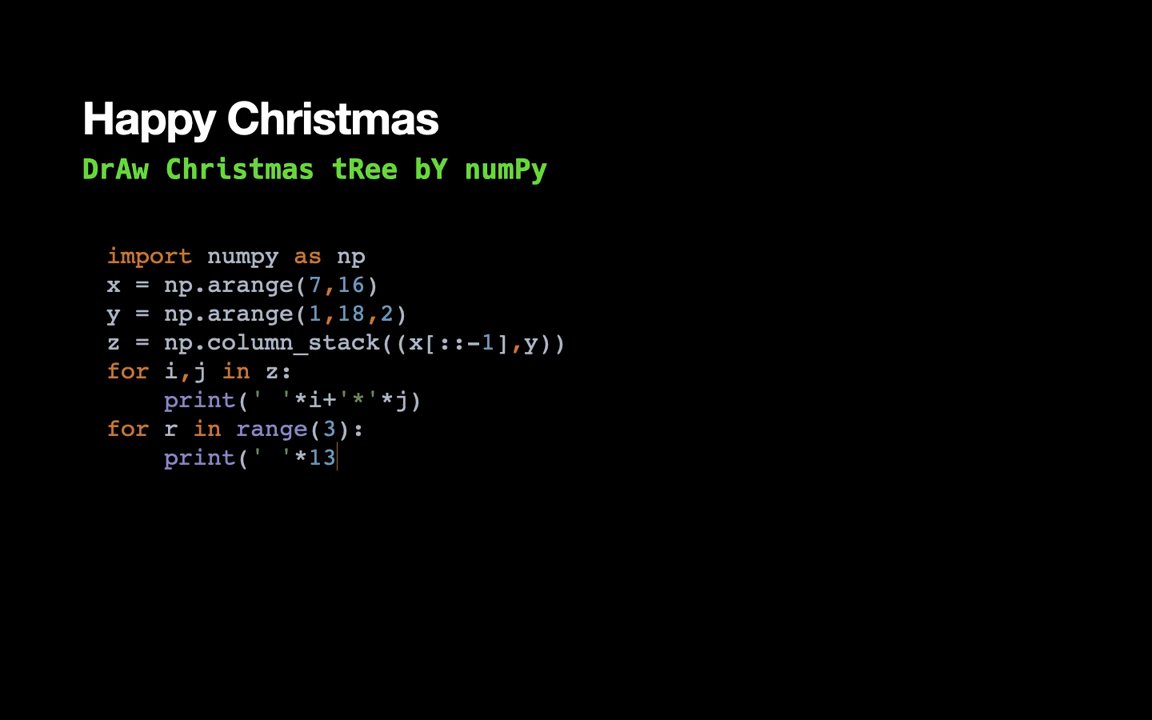 Happy Christmas
DrAw Christmas tRee bY numPy
import numpy as np
x = np.arange(7,16)
y = np.arange(1,18,2)
z = np.column_stack((x[::-1],y))
for i,j in z:
    print(' '*i+'*'*j)
for r in range(3):
    print(' '*13